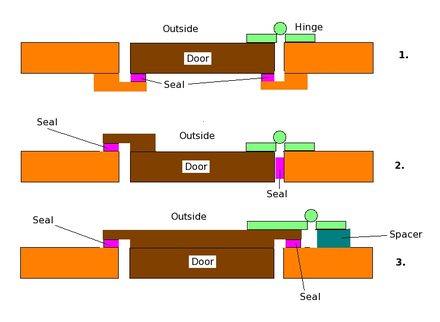 Outside
Hinge
Door
1.
Seal
Seal
Outside
Door
2.
Seal
Seal
Outside
Spacer
Door
3.
Seal